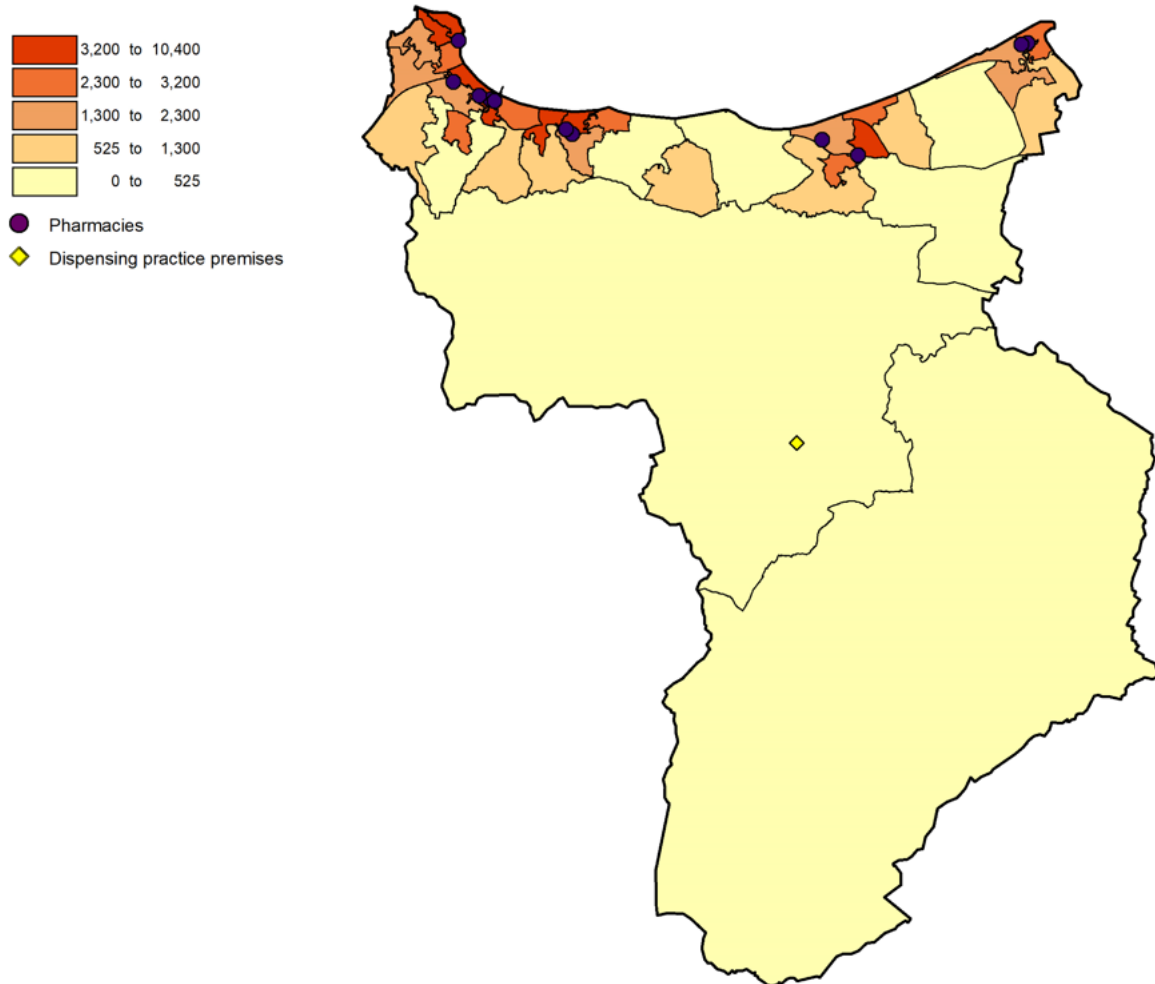 3,200 to 10,400
2,300 to 3,200
1,300 to 2,300
525 to 1,300
0 to 525
Pharmacies
Dispensing practice premises